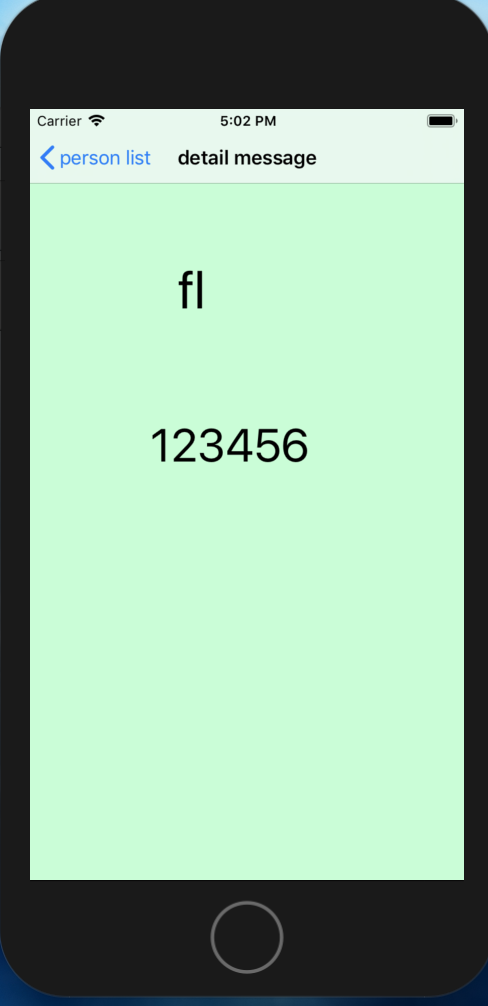 Carrier 5:02 PM
person list detail message
fl
123456